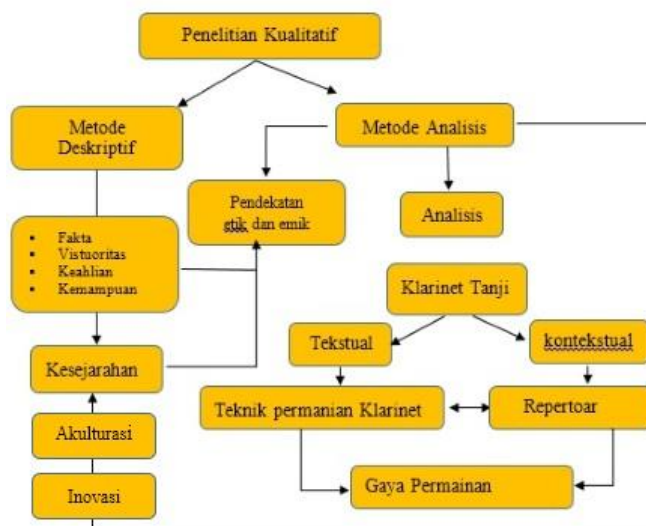 Penelitian Kualitatif
Metode
Deskriptif
Metode Analisis
Pendekatan
etik dan emik
Analisis
• Fakta
• Vistuoritas
• Keahlian
• Kemampuan
Klarinet Tanji
Tekstual
kontekstual
Kesejarahan
Teknik permanian Klarinet
Repertoar
Akulturasi
Gaya Permainan
Inovasi